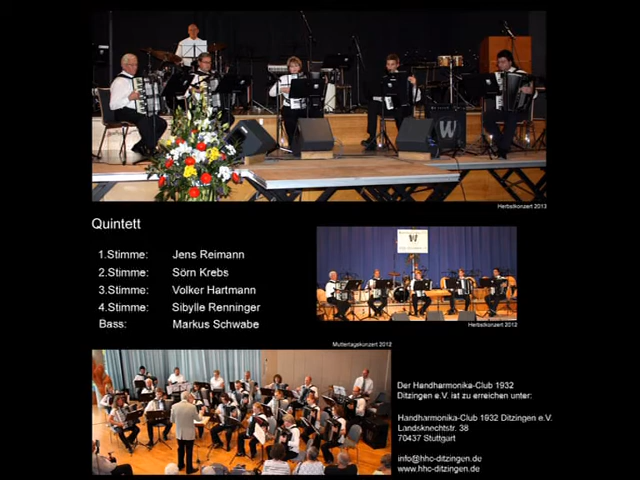 Herbstkonzert 2013
Quintett
1.Stimme: Jens Reimann
2.Stimme: Sörn Krebs
3.Stimme: Volker Hartmann
4.Stimme: Sibylle Renninger
Bass: Markus Schwabe
W
Herbstkonzert 2012
Muttertagskonzert 2012
Der Handharmonika-Club 1932
Ditzingen e.V. ist zu erreichen unter:
Handharmonika-Club 1932 Ditzingen e.V.
Landsknechtstr. 38
70437 Stuttgart
info@hhc-ditzingen.de
www.hhc-ditzingen.de